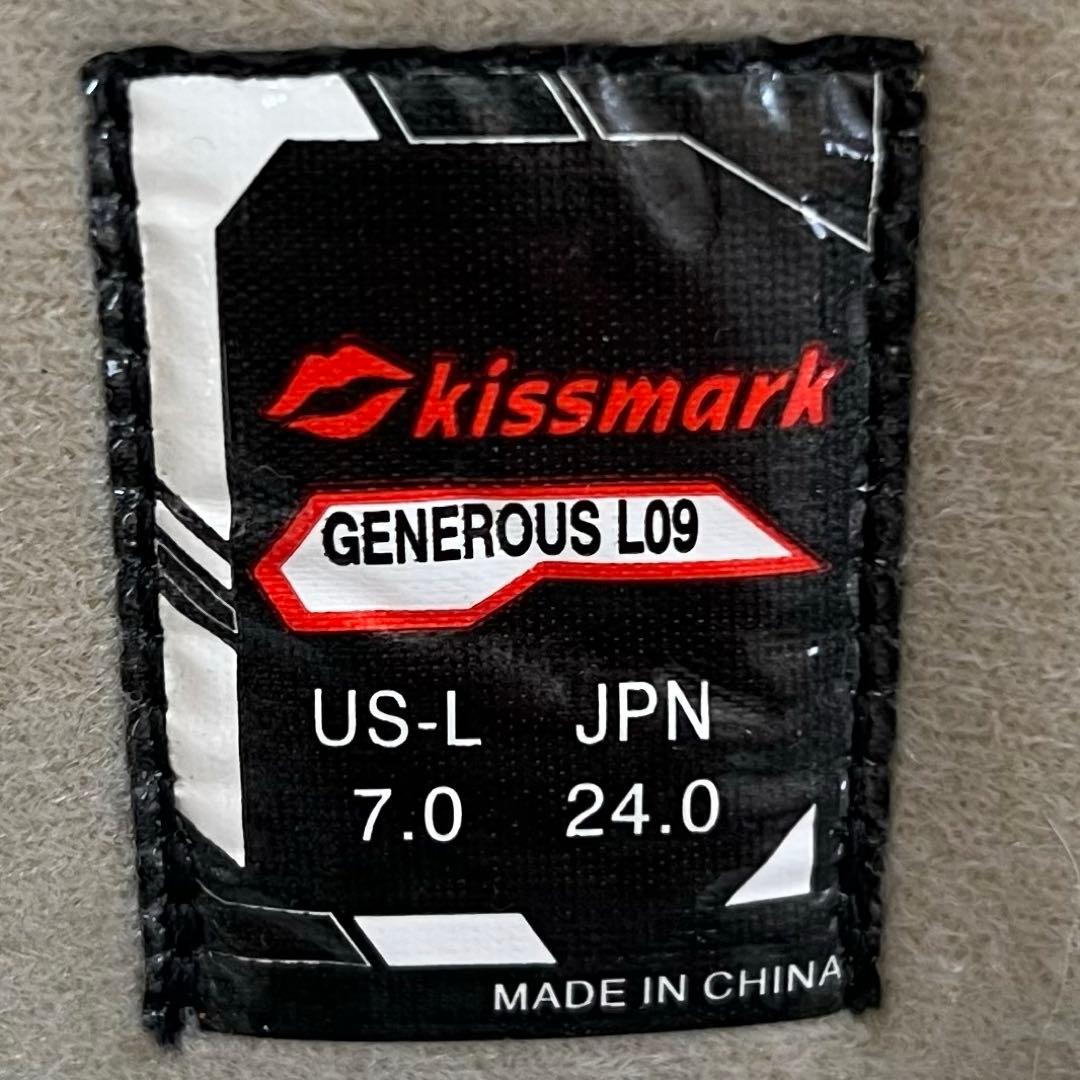 kissmark
GENEROUS L09
US-L JPN
7.0 24.0
MADE IN CHINA